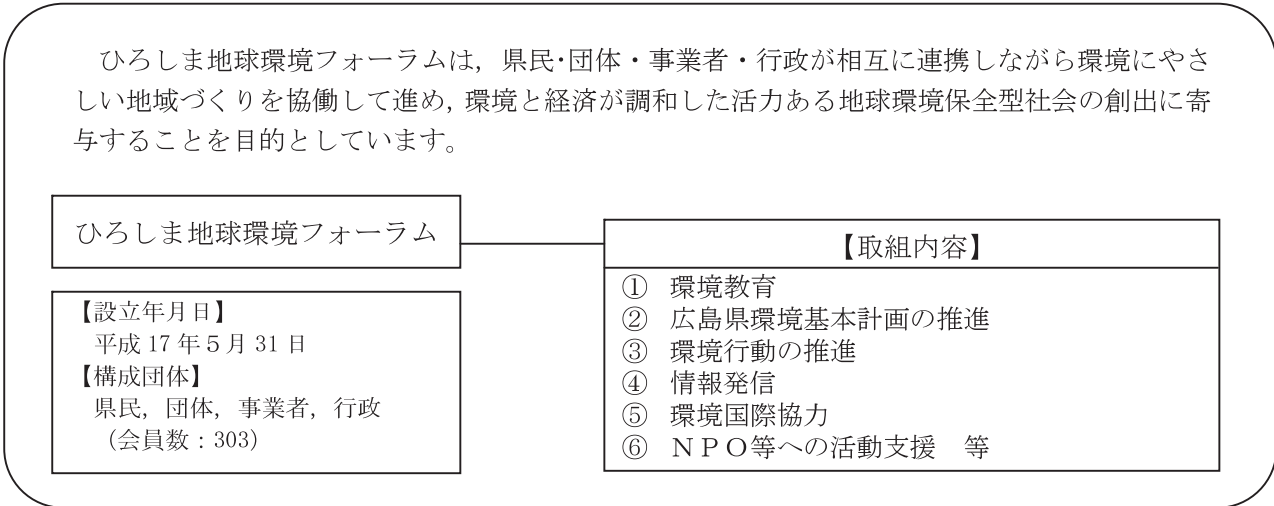 ひろしま地球環境フォーラムは，県民・団体・事業者・行政が相互に連携しながら環境にやさ
しい地域づくりを協働して進め，環境と経済が調和した活力ある地球環境保全型社会の創出に寄
与することを目的としています。
ひろしま地球環境フォーラム
【設立年月日】
平成 17 年５月 31 日
【構成団体】
県民，団体，事業者，行政
（会員数：303）
【取組内容】
① 環境教育
② 広島県環境基本計画の推進
③ 環境行動の推進
④ 情報発信
⑤ 環境国際協力
⑥ ＮＰＯ等への活動支援　等